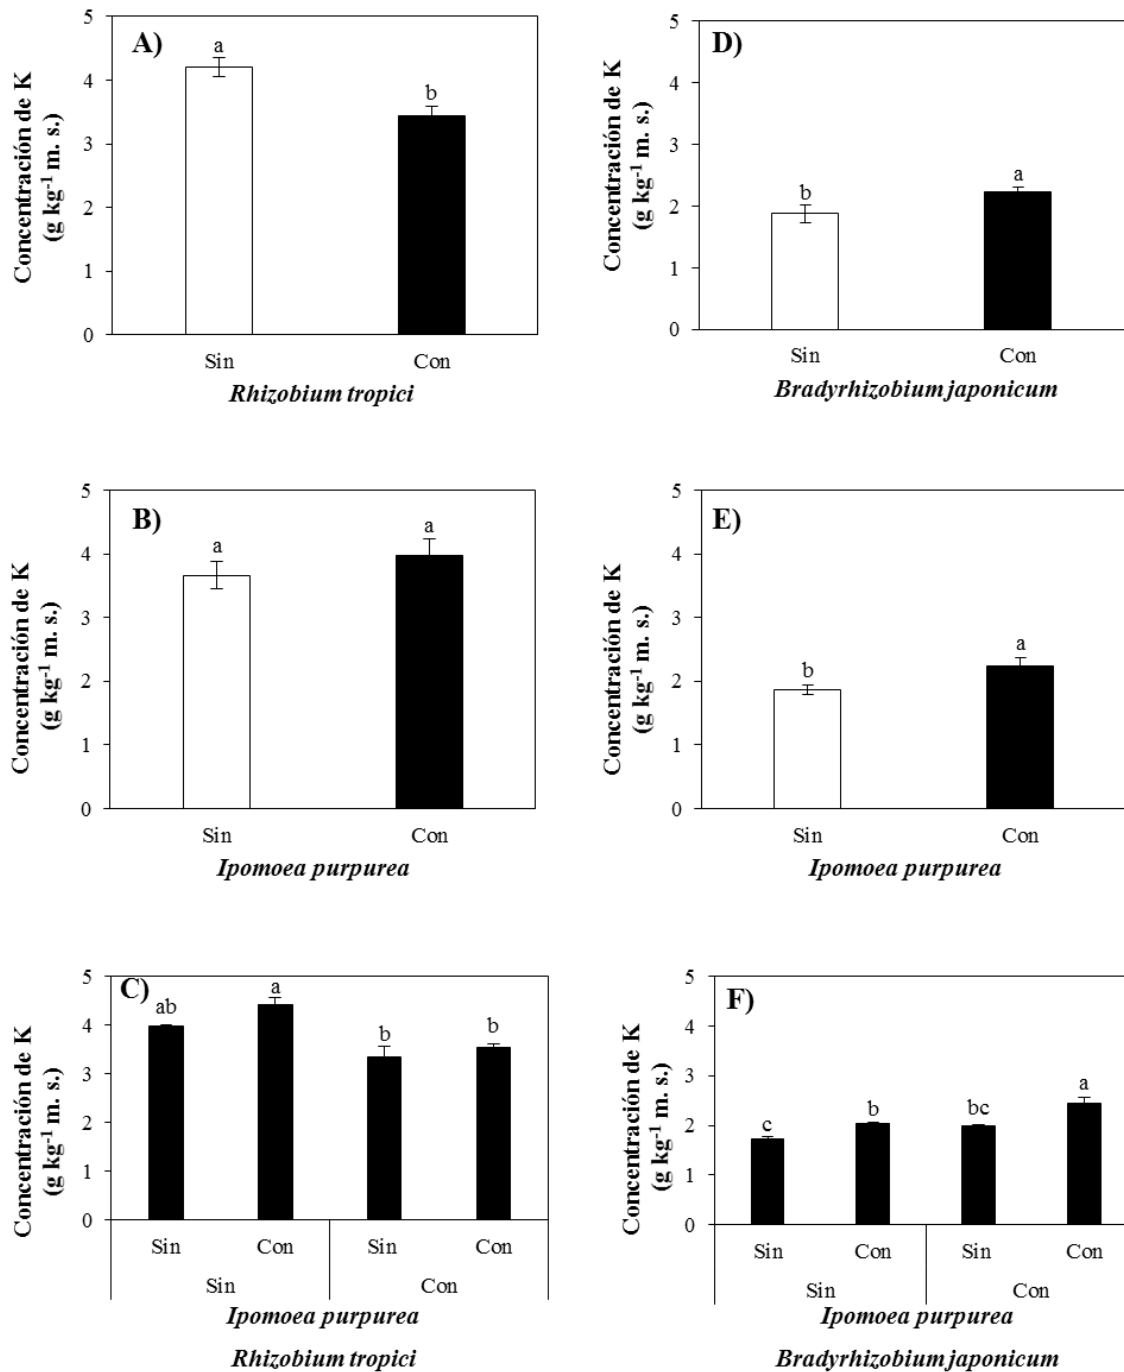 A)
Concentración de K
(g kg⁻¹ m. s.)
5
4
3
2
1
0
a
b
Sin Con
Rhizobium tropici
D)
Concentración de K
(g kg⁻¹ m. s.)
5
4
3
2
1
0
b
a
Sin Con
Bradyrhizobium japonicum
B)
Concentración de K
(g kg⁻¹ m. s.)
5
4
3
2
1
0
a
a
Sin Con
Ipomoea purpurea
E)
Concentración de K
(g kg⁻¹ m. s.)
5
4
3
2
1
0
b
a
Sin Con
Ipomoea purpurea
C)
Concentración de K
(g kg⁻¹ m. s.)
5
4
3
2
1
0
ab
a
b
b
Sin Con Sin Con
Sin Con
Ipomoea purpurea
Rhizobium tropici
F)
Concentración de K
(g kg⁻¹ m. s.)
5
4
3
2
1
0
c
b
bc
a
Sin Con Sin Con
Sin Con
Ipomoea purpurea
Bradyrhizobium japonicum